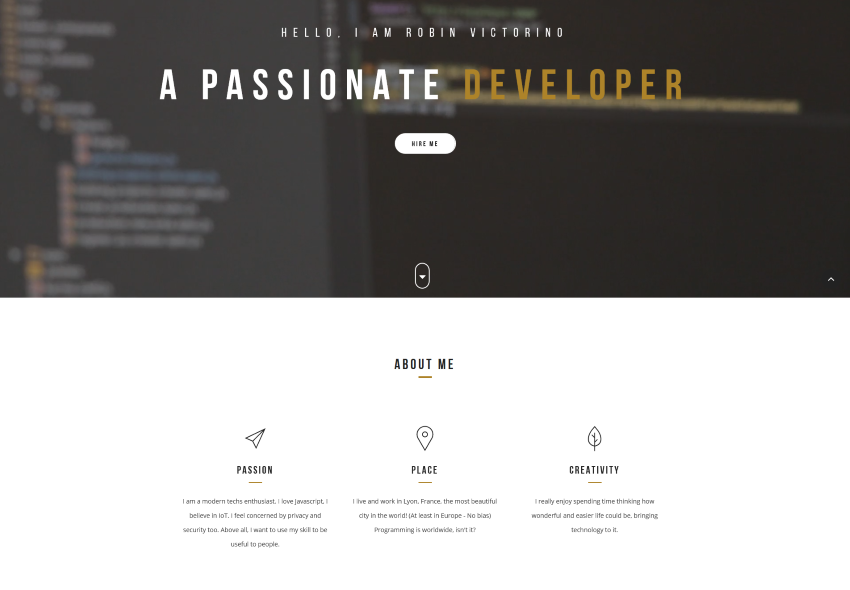 HELLO, I AM ROBIN VICTORINO
A PASSIONATE DEVELOPER
HIRE ME
ABOUT ME
PASSION
I am a modern techs enthusiast. I love Javascript, I
believe in IoT. I feel concerned by privacy and
security too. Above all, I want to use my skill to be
useful to people.
PLACE
I live and work in Lyon, France, the most beautiful
city in the world! (At least in Europe - No bias)
Programming is worldwide, isn't it?
CREATIVITY
I really enjoy spending time thinking how
wonderful and easier life could be, bringing
technology to it.